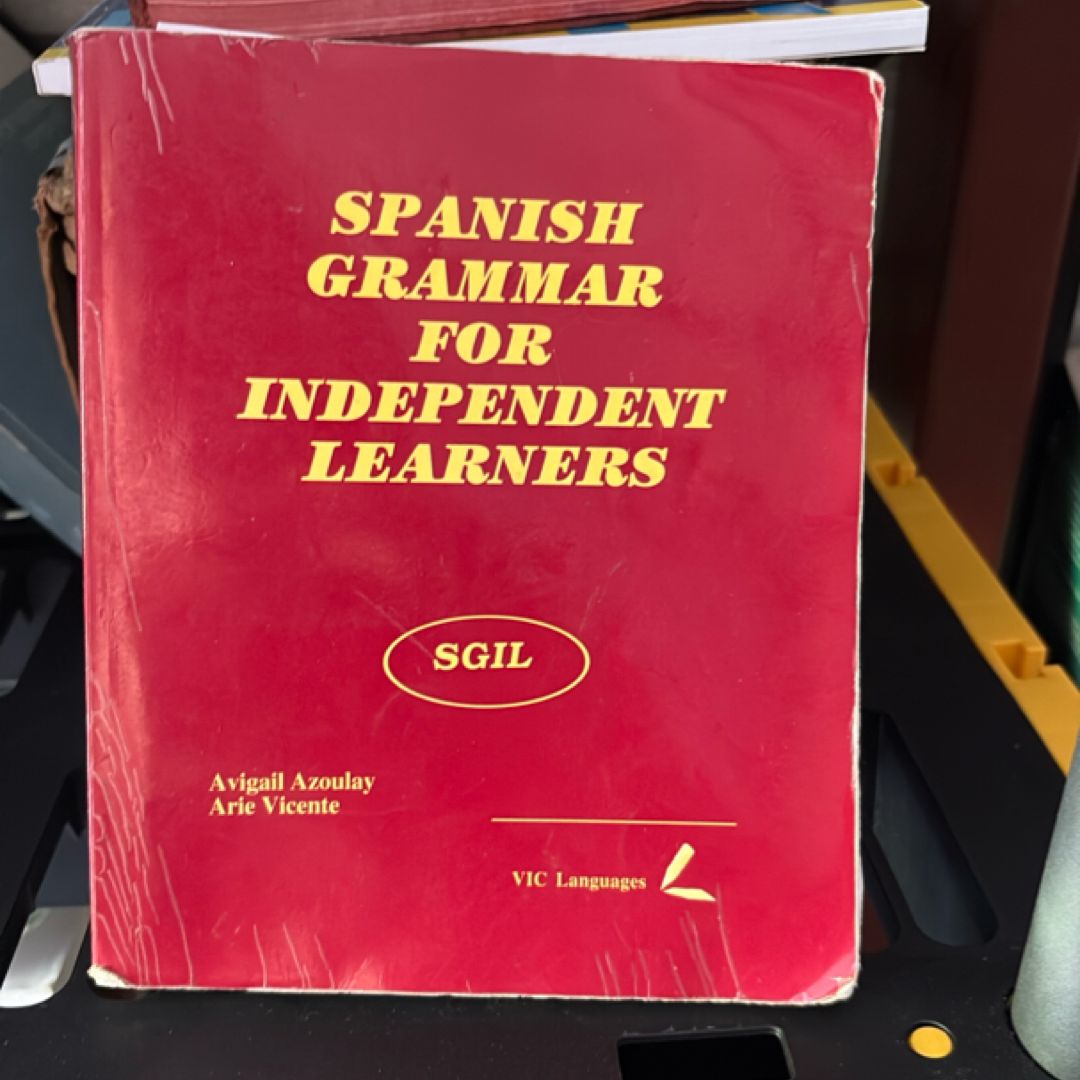 SPANISH
GRAMMAR
FOR
INDEPENDENT
LEARNERS
SGIL
Avigail Azoulay
Arie Vicente
VIC Languages